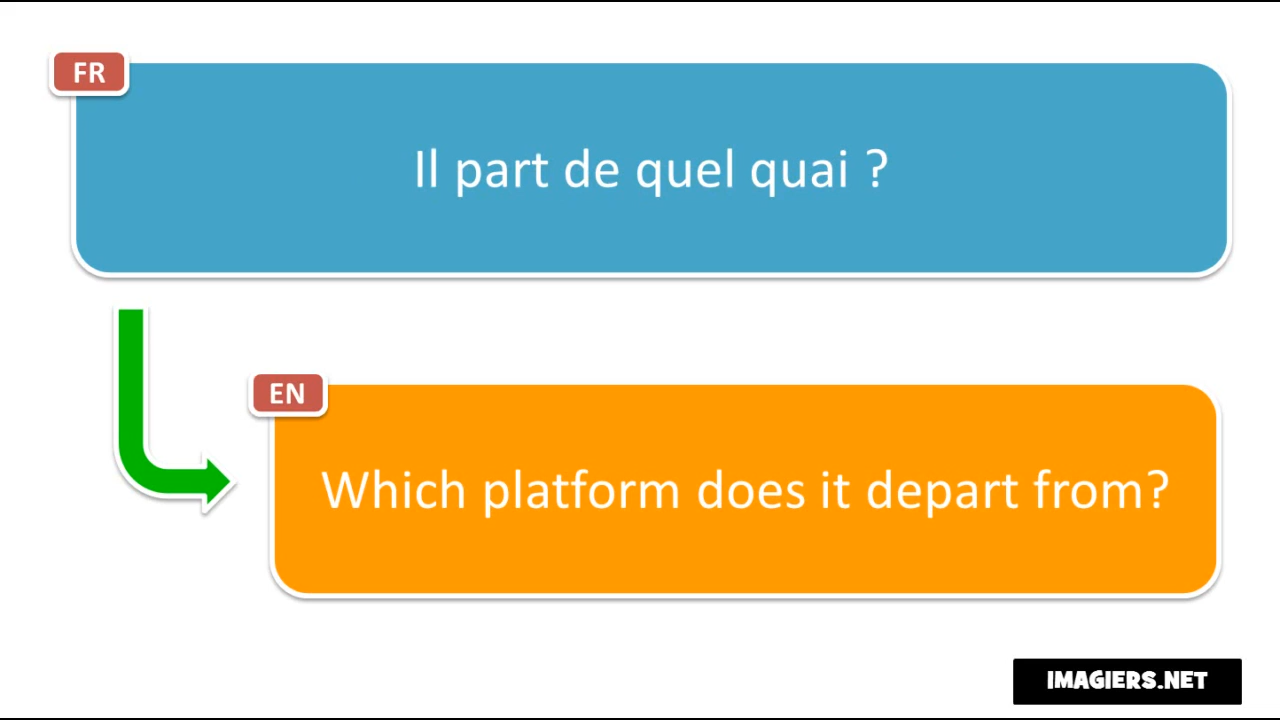 FR
Il part de quel quai ?
EN
Which platform does it depart from?
IMAGIERS.NET